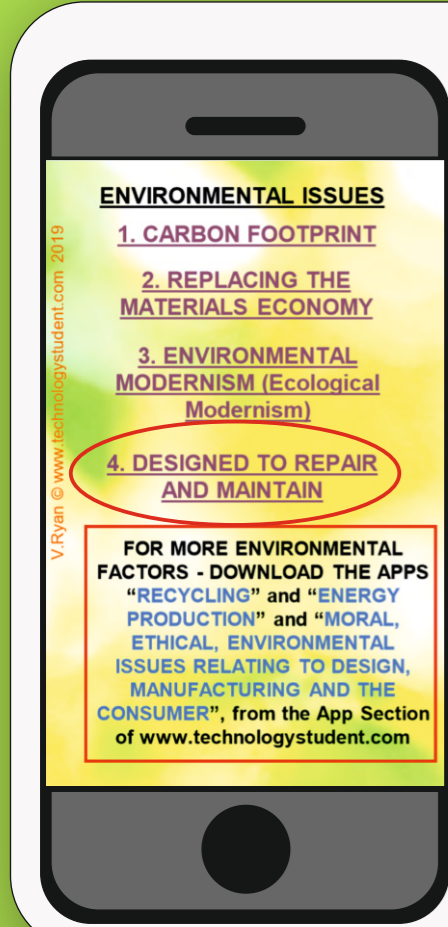 ENVIRONMENTAL ISSUES
1. CARBON FOOTPRINT
2. REPLACING THE
MATERIALS ECONOMY
3. ENVIRONMENTAL
MODERNISM (Ecological
Modernism)
4. DESIGNED TO REPAIR
AND MAINTAIN
FOR MORE ENVIRONMENTAL
FACTORS - DOWNLOAD THE APPS
“RECYCLING” and “ENERGY
PRODUCTION” and “MORAL,
ETHICAL, ENVIRONMENTAL
ISSUES RELATING TO DESIGN,
MANUFACTURING AND THE
CONSUMER”, from the App Section
of www.technologystudent.com
V.Ryan © www.technologystudent.com 2019